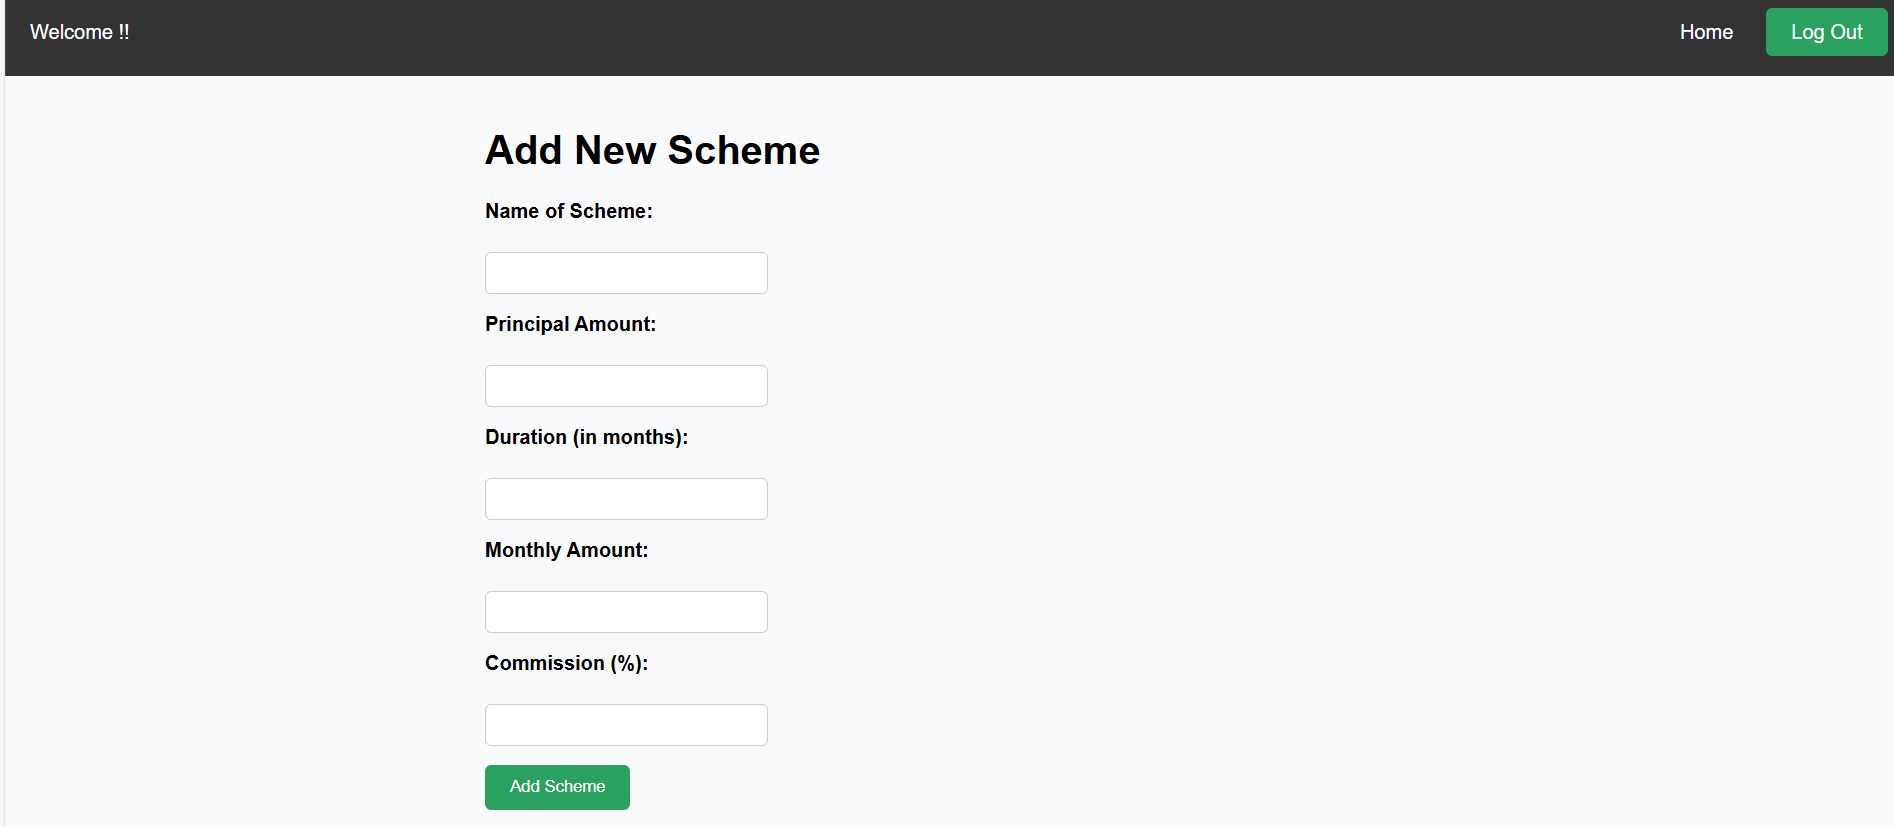 Welcome !!
Home
Log Out
Add New Scheme
Name of Scheme:
Principal Amount:
Duration (in months):
Monthly Amount:
Commission (%):
Add Scheme